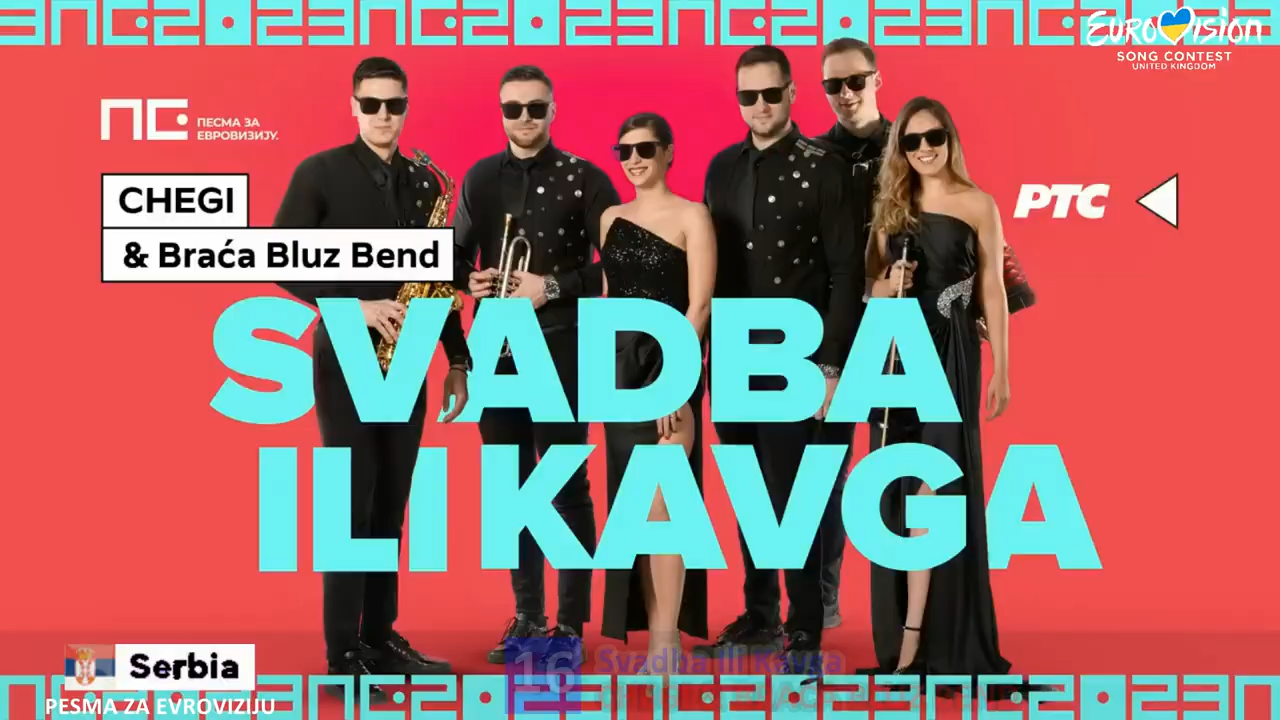 EUROVISION
SONG CONTEST
UNITED KINGDOM
ПС
ПЕСМА ЗА
ЕВРОВИЗИЈУ.
CHEGI
& Braća Bluz Bend
РТС
SVADBA
ILI KAVGA
Serbia
16
Svadba Ili Kavga
PESMA ZA EVROVIZIJU